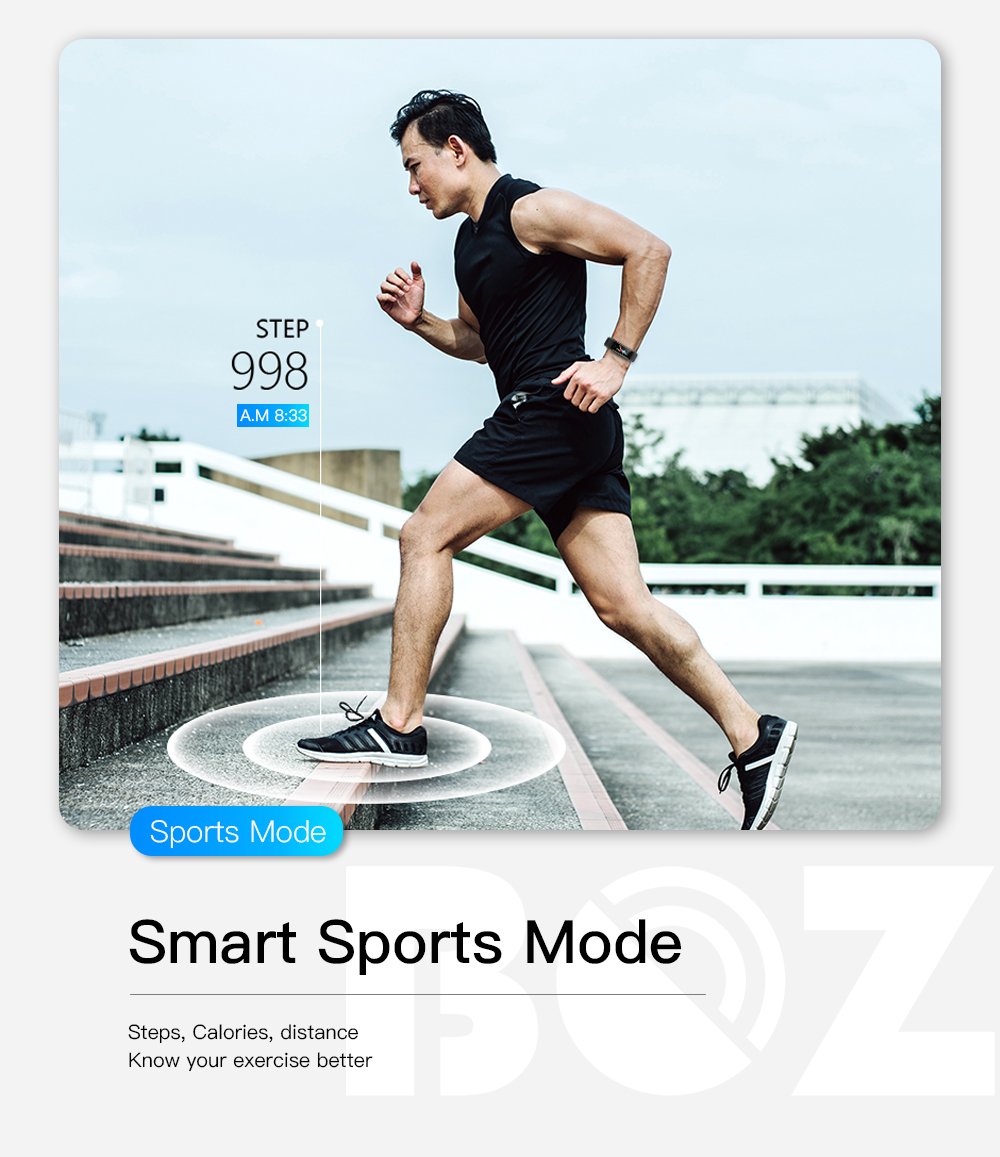 STEP
998
A.M 8:33
Sports Mode
BOZ
Smart Sports Mode
Steps, Calories, distance
Know your exercise better